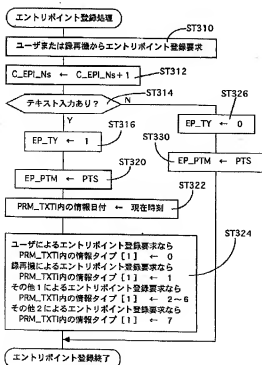 エントリポイント登録処理
ST310
ユーザまたは録再機からエントリポイント登録要求
ST312
C_EPI_Ns ← C_EPI_Ns+1
ST314
テキスト入力あり？
N
ST326
Y
ST316
EP_TY ← 0
EP_TY ← 1
ST330
ST320
EP_PTM ← PTS
EP_PTM ← PTS
ST322
PRM_TXTI内の情報日付 ← 現在時刻
ST324
ユーザによるエントリポイント登録要求なら
PRM_TXTI内の情報タイプ [1] ← 0
録再機によるエントリポイント登録要求なら
PRM_TXTI内の情報タイプ [1] ← 1
その他1によるエントリポイント登録要求なら
PRM_TXTI内の情報タイプ [1] ← 2〜6
その他2によるエントリポイント登録要求なら
PRM_TXTI内の情報タイプ [1] ← 7
エントリポイント登録終了